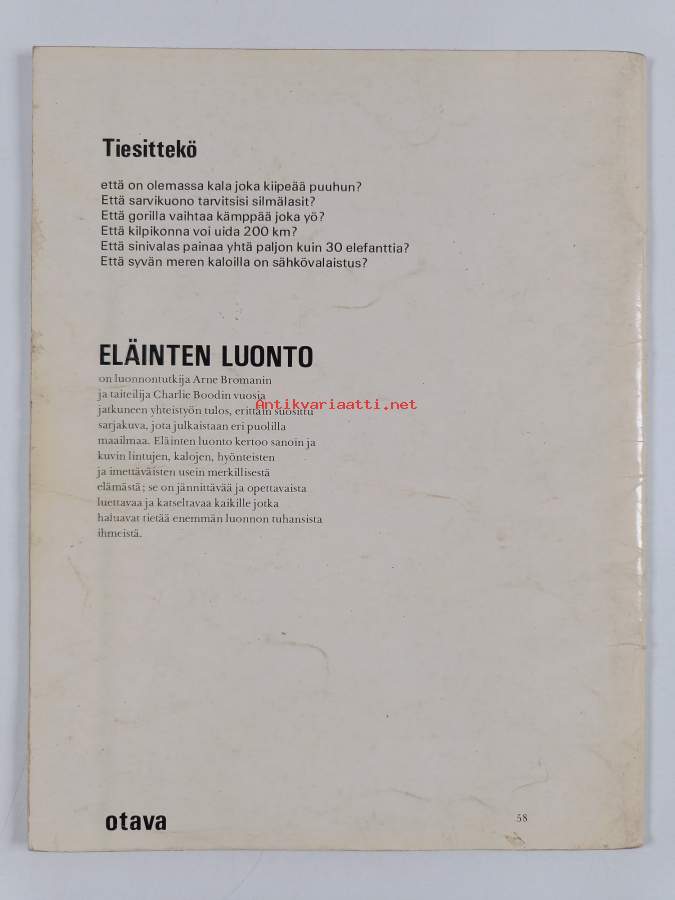 Tiesittekö
että on olemassa kala joka kiipeää puuhun?
Että sarvikuono tarvitsisi silmälasit?
Että gorilla vaihtaa kämppää joka yö?
Että kilpikonna voi uida 200 km?
Että sinivalas painaa yhtä paljon kuin 30 elefanttia?
Että syvän meren kaloilla on sähkövalaistus?
ELÄINTEN LUONTO
on luonnontutkija Arne Bromanin
ja taiteilija Charlie Boodin vuosia
jatkuneen yhteistyön tulos, erittäin suosittu
Antikvariaatti.net
sarjakuva, jota julkaistaan eri puolilla
maailmaa. Eläinten luonto kertoo sanoin ja
kuvin lintujen, kalojen, hyönteisten
ja imettäväisten usein merkillisestä
elämästä; se on jännittävää ja opettavaista
luettavaa ja katseltavaa kaikille jotka
haluavat tietää enemmän luonnon tuhansista
ihmeistä.
otava
58